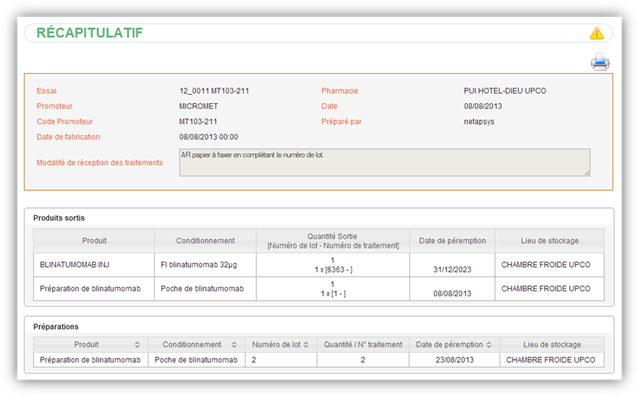 RÉCAPITULATIF
Essai 12_0011 MT103-211 Pharmacie PUI HOTEL-DIEU UPCO
Promoteur MICROMET Date 08/08/2013
Code Promoteur MT103-211 Préparé par netapsys
Date de fabrication 08/08/2013 00:00
Modalité de réception des traitements AR papier à faxer en complétant le numéro de lot.
Produits sortis
Produit Conditionnement Quantité Sortie Date de péremption Lieu de stockage
[Numéro de lot - Numéro de traitement]
BLINATUMOMAB INJ Fl blinatumomab 32µg 1 31/12/2023 CHAMBRE FROIDE UPCO
1 x [6363 - ]
Préparation de blinatumomab Poche de blinatumomab 1 08/08/2013 CHAMBRE FROIDE UPCO
1 x [1 - ]
Préparations
Produit Conditionnement Numéro de lot Quantité / N° traitement Date de péremption Lieu de stockage
Préparation de blinatumomab Poche de blinatumomab 2 2 23/08/2013 CHAMBRE FROIDE UPCO